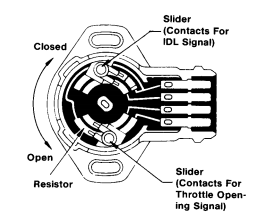 Slider
(Contacts For
IDL Signal)
Closed
Open
Resistor
Slider
(Contacts For
Throttle Open-
ing Signal)